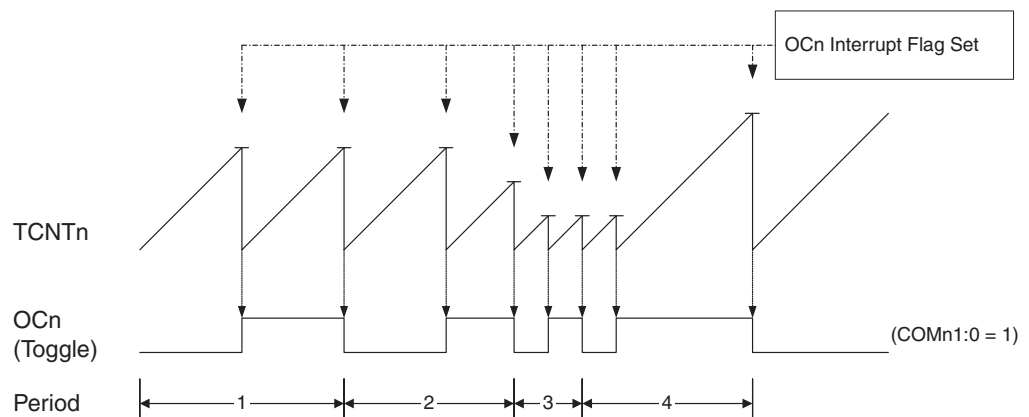 OCn Interrupt Flag Set
TCNTn
OCn
(Toggle)
(COMn1:0 = 1)
Period
1
2
3
4